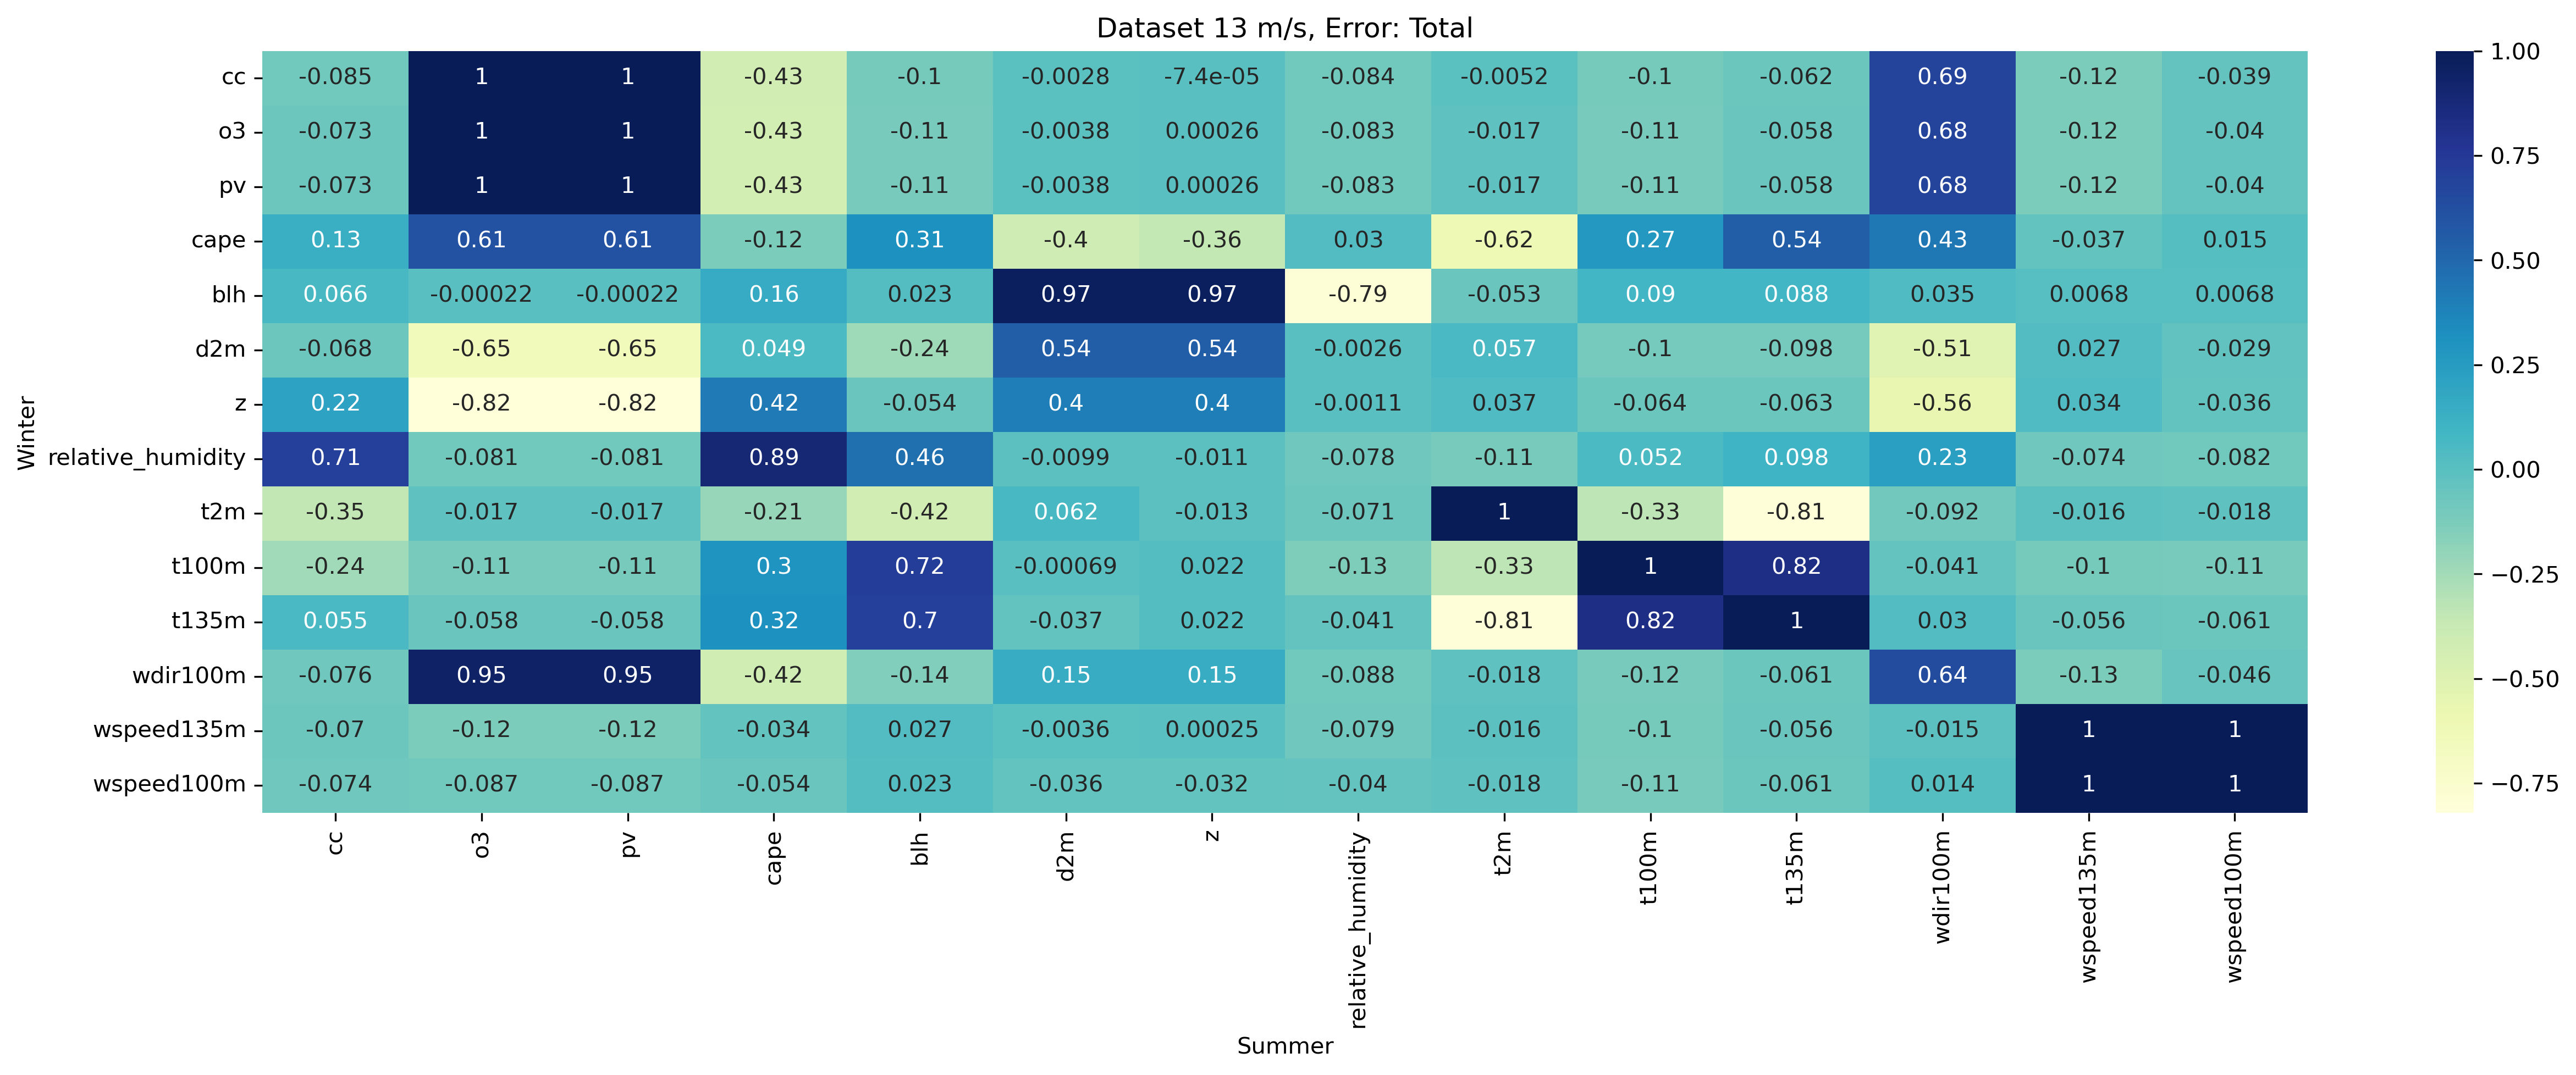 Dataset 13 m/s, Error: Total
cc -0.085 1 1 -0.43 -0.1 -0.0028 -7.4e-05 -0.084 -0.0052 -0.1 -0.062 0.69 -0.12 -0.039
o3 -0.073 1 1 -0.43 -0.11 -0.0038 0.00026 -0.083 -0.017 -0.11 -0.058 0.68 -0.12 -0.04
pv -0.073 1 1 -0.43 -0.11 -0.0038 0.00026 -0.083 -0.017 -0.11 -0.058 0.68 -0.12 -0.04
cape 0.13 0.61 0.61 -0.12 0.31 -0.4 -0.36 0.03 -0.62 0.27 0.54 0.43 -0.037 0.015
blh 0.066 -0.00022 -0.00022 0.16 0.023 0.97 0.97 -0.79 -0.053 0.09 0.088 0.035 0.0068 0.0068
d2m -0.068 -0.65 -0.65 0.049 -0.24 0.54 0.54 -0.0026 0.057 -0.1 -0.098 -0.51 0.027 -0.029
z 0.22 -0.82 -0.82 0.42 -0.054 0.4 0.4 -0.0011 0.037 -0.064 -0.063 -0.56 0.034 -0.036
relative_humidity 0.71 -0.081 -0.081 0.89 0.46 -0.0099 -0.011 -0.078 -0.11 0.052 0.098 0.23 -0.074 -0.082
t2m -0.35 -0.017 -0.017 -0.21 -0.42 0.062 -0.013 -0.071 1 -0.33 -0.81 -0.092 -0.016 -0.018
t100m -0.24 -0.11 -0.11 0.3 0.72 -0.00069 0.022 -0.13 -0.33 1 0.82 -0.041 -0.1 -0.11
t135m 0.055 -0.058 -0.058 0.32 0.7 -0.037 0.022 -0.041 -0.81 0.82 1 0.03 -0.056 -0.061
wdir100m -0.076 0.95 0.95 -0.42 -0.14 0.15 0.15 -0.088 -0.018 -0.12 -0.061 0.64 -0.13 -0.046
wspeed135m -0.07 -0.12 -0.12 -0.034 0.027 -0.0036 0.00025 -0.079 -0.016 -0.1 -0.056 -0.015 1 1
wspeed100m -0.074 -0.087 -0.087 -0.054 0.023 -0.036 -0.032 -0.04 -0.018 -0.11 -0.061 0.014 1 1
Winter
cc o3 pv cape blh d2m z relative_humidity t2m t100m t135m wdir100m wspeed135m wspeed100m
Summer
1.00
0.75
0.50
0.25
0.00
−0.25
−0.50
−0.75